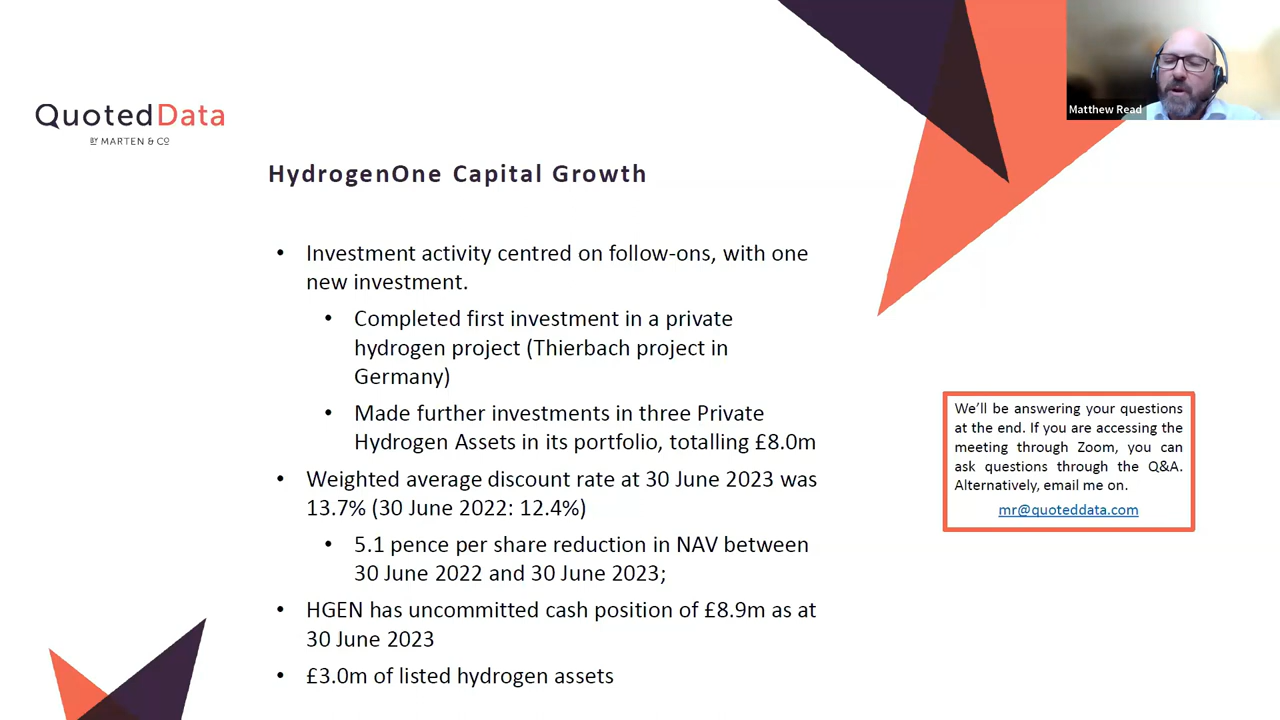 Matthew Read
QuotedData
BY MARTEN & CO
HydrogenOne Capital Growth
• Investment activity centred on follow-ons, with one
new investment.
• Completed first investment in a private
hydrogen project (Thierbach project in
Germany)
• Made further investments in three Private
Hydrogen Assets in its portfolio, totalling £8.0m
• Weighted average discount rate at 30 June 2023 was
13.7% (30 June 2022: 12.4%)
• 5.1 pence per share reduction in NAV between
30 June 2022 and 30 June 2023;
• HGEN has uncommitted cash position of £8.9m as at
30 June 2023
• £3.0m of listed hydrogen assets
We’ll be answering your questions
at the end. If you are accessing the
meeting through Zoom, you can
ask questions through the Q&A.
Alternatively, email me on.
mr@quoteddata.com